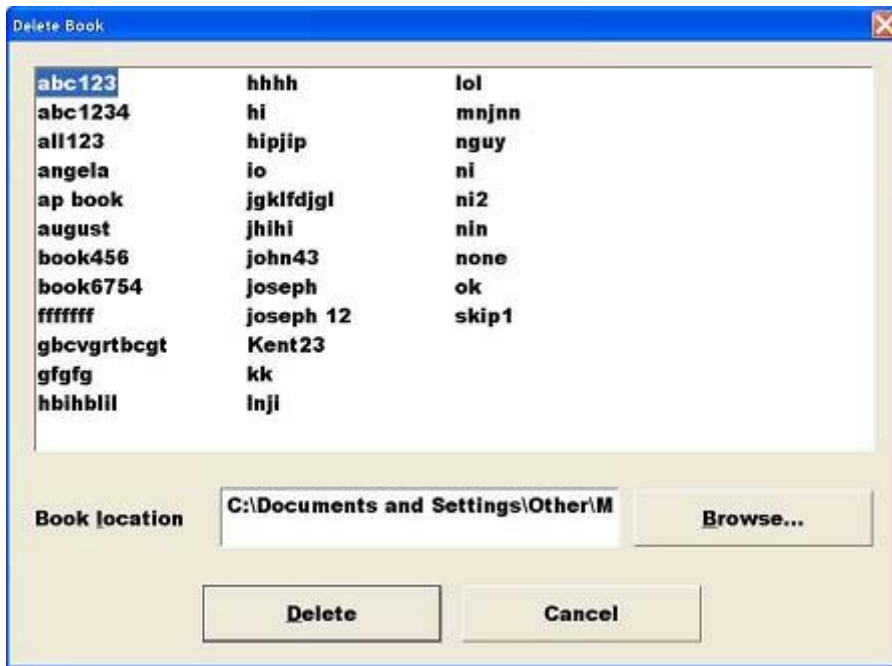 Delete Book
abc123
abc1234
all123
angela
ap book
august
book456
book6754
fffffff
gbcvgrtbcgt
gfgfg
hbihblil
hhhh
hi
hipjip
io
jgklfdjgl
jhihi
john43
joseph
joseph 12
Kent23
kk
lnji
lol
mnjnn
nguy
ni
ni2
nin
none
ok
skip1
Book location
C:\Documents and Settings\Other\M
Browse...
Delete
Cancel